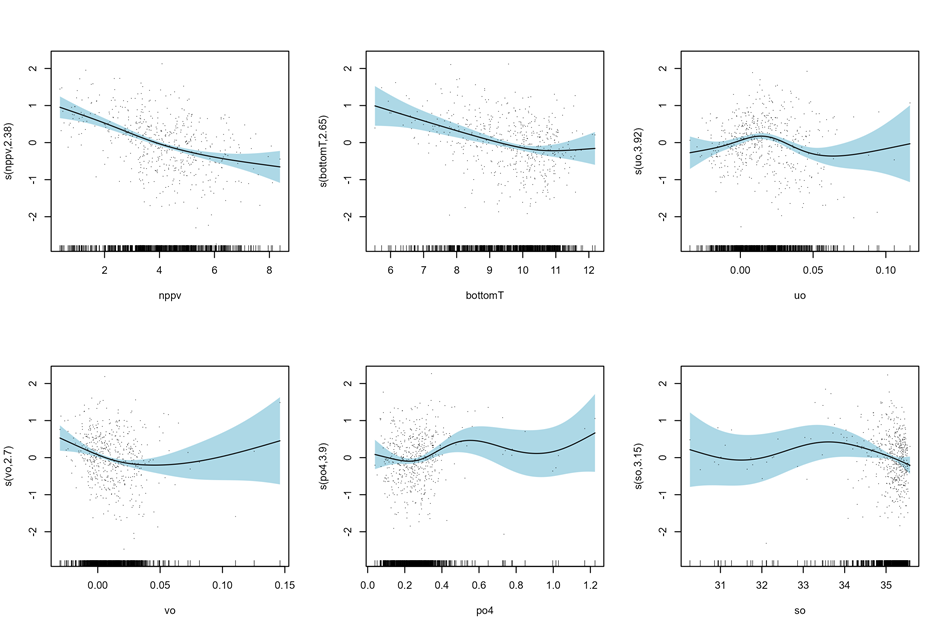 s(nppv,2.38)
2
1
0
-1
-2
2 4 6 8
nppv
s(bottomT,2.65)
2
1
0
-1
-2
6 7 8 9 10 11 12
bottomT
s(uo,3.92)
2
1
0
-1
-2
0.00 0.05 0.10
uo
s(vo,2.7)
2
1
0
-1
-2
0.00 0.05 0.10 0.15
vo
s(po4,3.9)
2
1
0
-1
-2
0.0 0.2 0.4 0.6 0.8 1.0 1.2
po4
s(so,3.15)
2
1
0
-1
-2
31 32 33 34 35
so